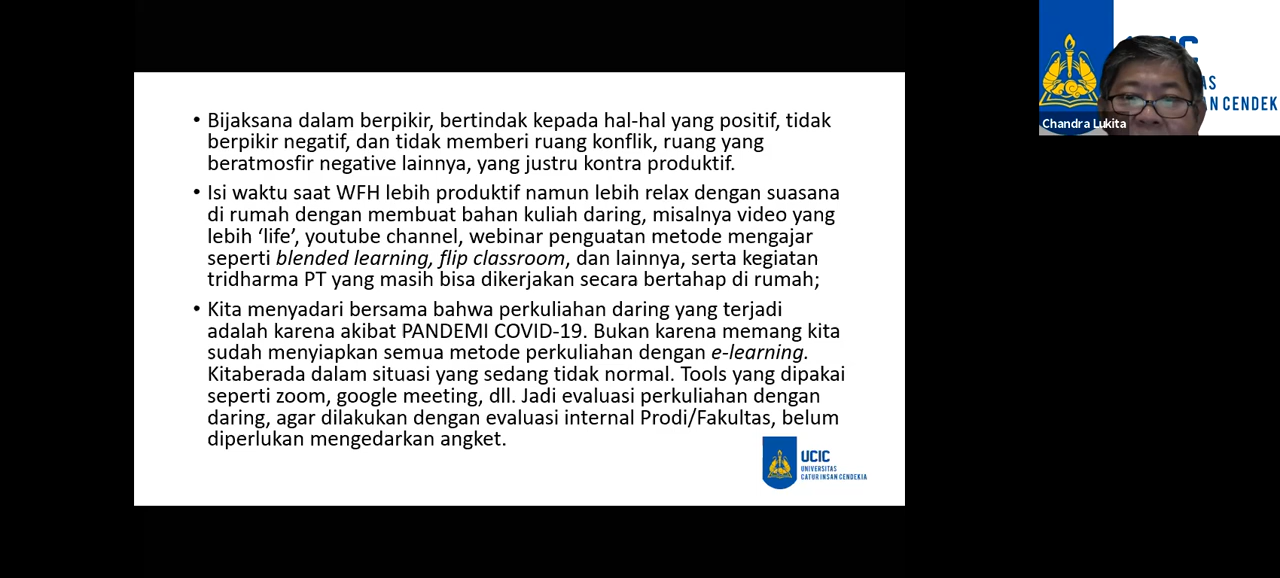 • Bijaksana dalam berpikir, bertindak kepada hal-hal yang positif, tidak
berpikir negatif, dan tidak memberi ruang konflik, ruang yang
beratmosfir negative lainnya, yang justru kontra produktif.
• Isi waktu saat WFH lebih produktif namun lebih relax dengan suasana
di rumah dengan membuat bahan kuliah daring, misalnya video yang
lebih ‘life’, youtube channel, webinar penguatan metode mengajar
seperti blended learning, flip classroom, dan lainnya, serta kegiatan
tridharma PT yang masih bisa dikerjakan secara bertahap di rumah;
• Kita menyadari bersama bahwa perkuliahan daring yang terjadi
adalah karena akibat PANDEMI COVID-19. Bukan karena memang kita
sudah menyiapkan semua metode perkuliahan dengan e-learning.
Kitaberada dalam situasi yang sedang tidak normal. Tools yang dipakai
seperti zoom, google meeting, dll. Jadi evaluasi perkuliahan dengan
daring, agar dilakukan dengan evaluasi internal Prodi/Fakultas, belum
diperlukan mengedarkan angket.
UCIC
UNIVERSITAS
CATUR INSAN CENDEKIA
Chandra Lukita